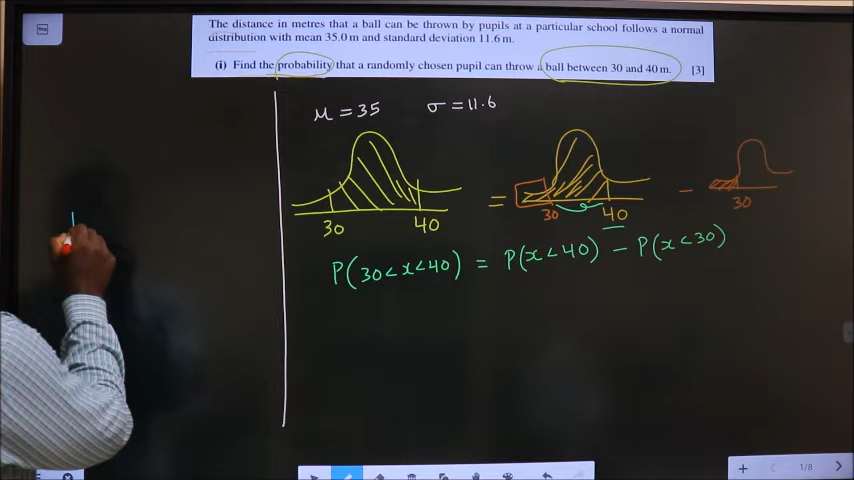 The distance in metres that a ball can be thrown by pupils at a particular school follows a normal
distribution with mean 35.0 m and standard deviation 11.6 m.
(i) Find the probability that a randomly chosen pupil can throw a ball between 30 and 40 m. [3]
μ = 35 σ = 11.6
30 40 = 30 40 - 30
P(30 < x < 40) = P(x < 40) - P(x < 30)
1/8